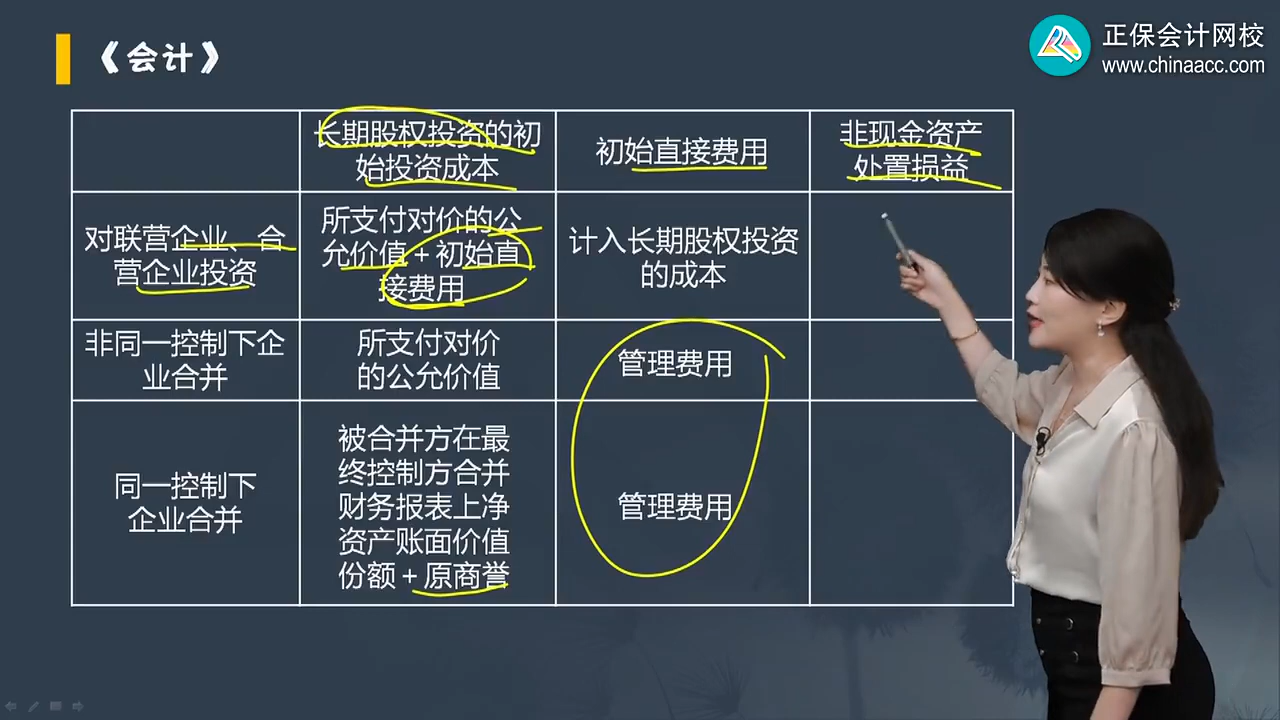 《会计》
正保会计网校
www.chinaacc.com
长期股权投资的初
始投资成本
初始直接费用
非现金资产
处置损益
对联营企业、合
营企业投资
所支付对价的公
允价值+初始直
接费用
计入长期股权投资
的成本
非同一控制下企
业合并
所支付对价
的公允价值
管理费用
同一控制下
企业合并
被合并方在最
终控制方合并
财务报表上净
资产账面价值
份额+原商誉
管理费用